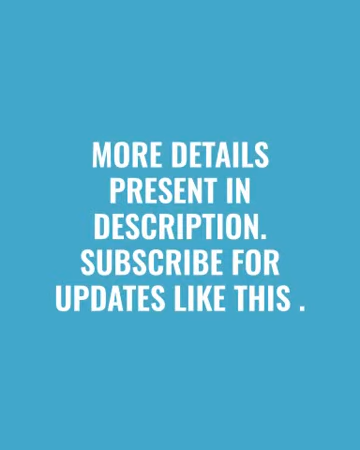 MORE DETAILS
PRESENT IN
DESCRIPTION.
SUBSCRIBE FOR
UPDATES LIKE THIS .